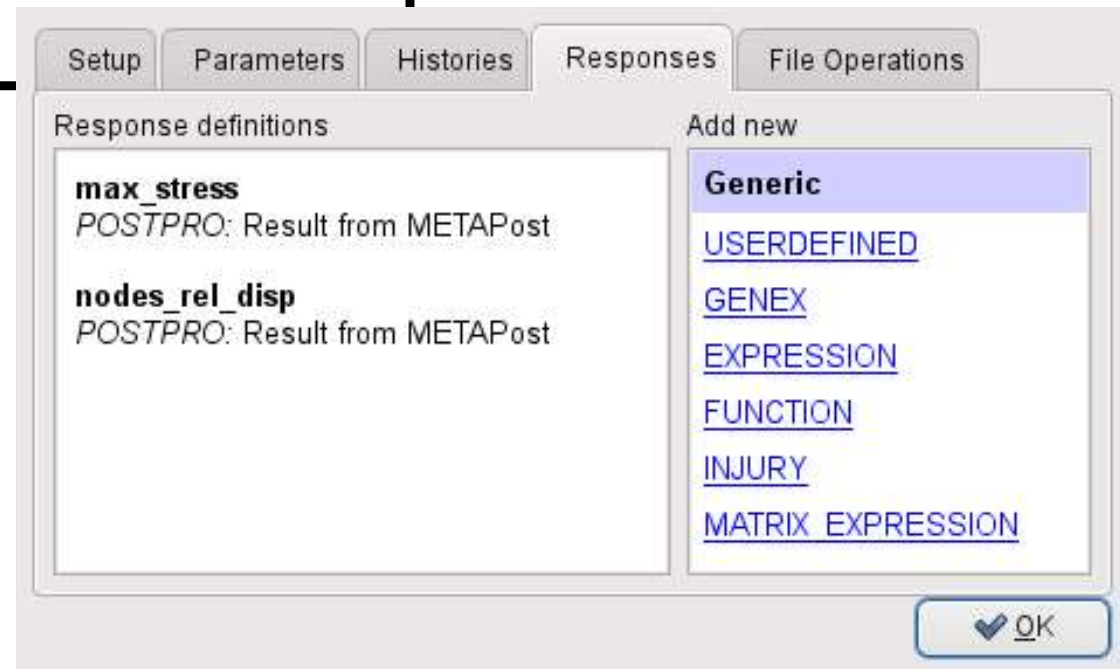 Setup Parameters Histories Responses File Operations
Response definitions
max_stress
POSTPRO: Result from METAPost
nodes_rel_disp
POSTPRO: Result from METAPost
Add new
Generic
USERDEFINED
GENEX
EXPRESSION
FUNCTION
INJURY
MATRIX_EXPRESSION
OK